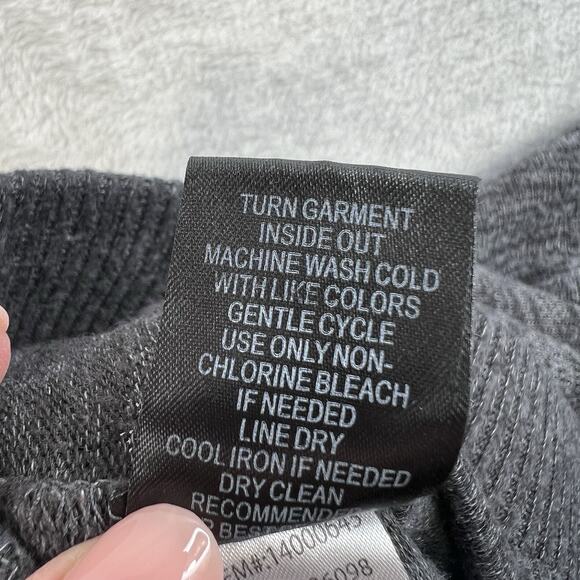 TURN GARMENT
INSIDE OUT
MACHINE WASH COLD
WITH LIKE COLORS
GENTLE CYCLE
USE ONLY NON-
CHLORINE BLEACH
IF NEEDED
LINE DRY
COOL IRON IF NEEDED
DRY CLEAN